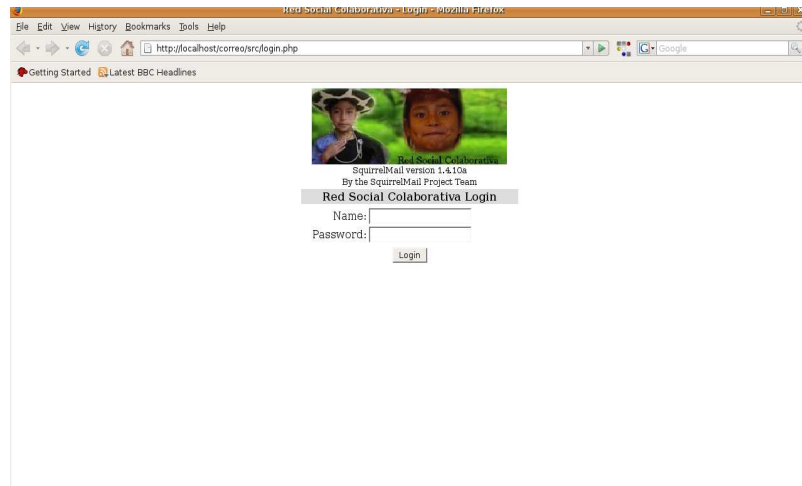 Red Social Colaborativa - Login - Mozilla Firefox
File Edit View History Bookmarks Tools Help
http://localhost/correo/src/login.php
G Google
Getting Started Latest BBC Headlines
Red Social Colaborativa
SquirrelMail version 1.4.10a
By the SquirrelMail Project Team
Red Social Colaborativa Login
Name:
Password:
Login